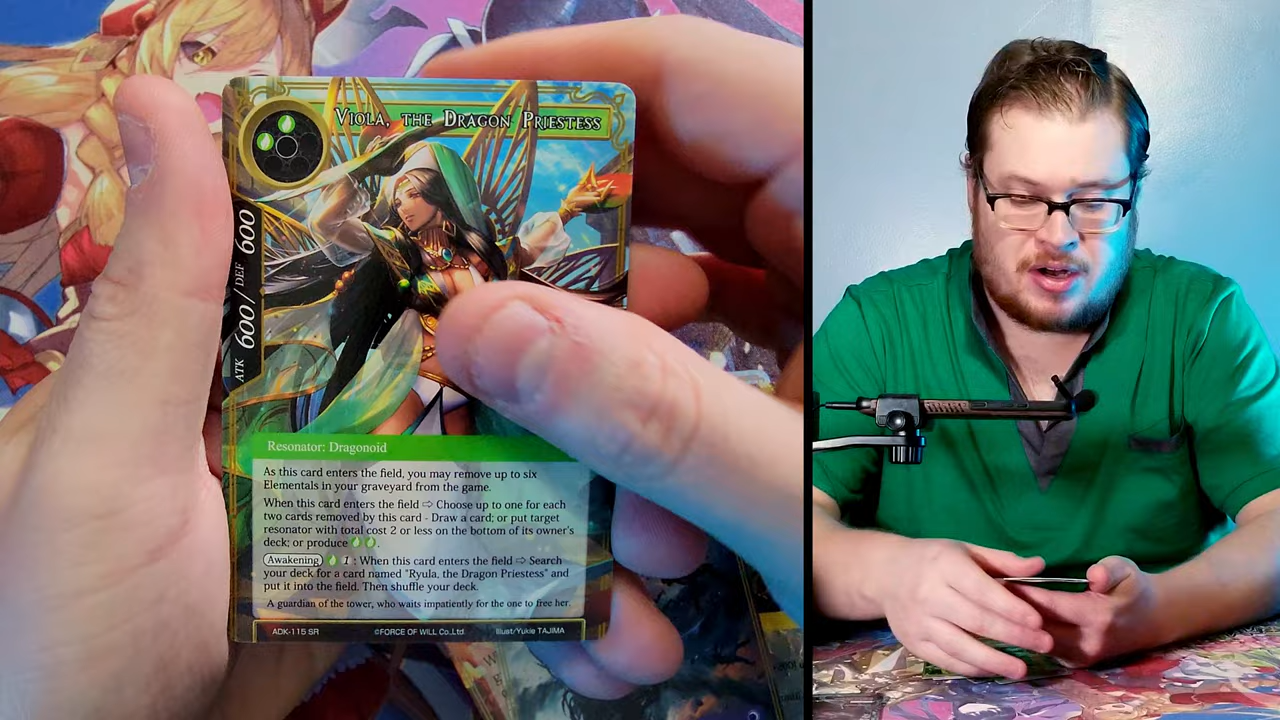 VIOLA, THE DRAGON PRIESTESS
ATK 600/DEF 600
Resonator: Dragonoid
As this card enters the field, you may remove up to six
Elementals in your graveyard from the game.
When this card enters the field ⇨ Choose up to one for each
two cards removed by this card - Draw a card; or put target
resonator with total cost 2 or less on the bottom of its owner's
deck; or produce .
Awakening 1 : When this card enters the field ⇨ Search
your deck for a card named "Ryula, the Dragon Priestess" and
put it into the field. Then shuffle your deck.
A guardian of the tower, who waits impatiently for the one to free her.
ADK-115 SR ©FORCE OF WILL Co.,Ltd. Illust/Yukie TAJIMA